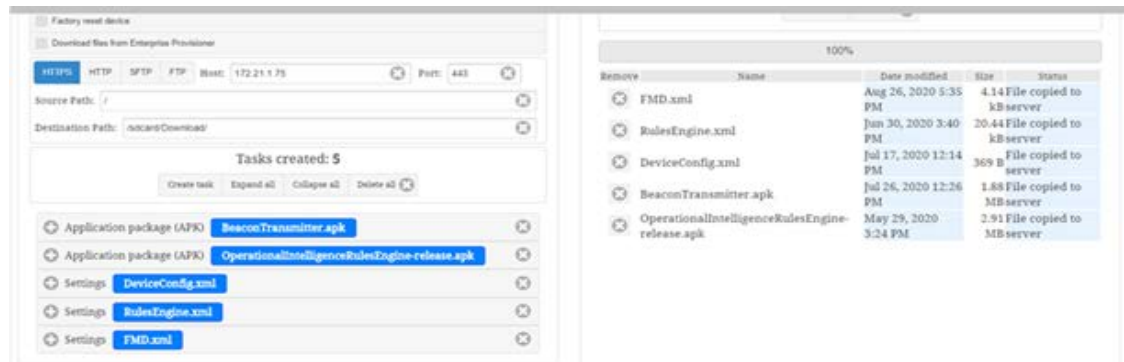 Factory reset device
Download files from Enterprise Provisioner
HTTPS HTTP SFTP FTP Host: 172.21.1.75 Port: 443
Source Path: /
Destination Path: /sdcard/Download/
Tasks created: 5
Create task Expand all Collapse all Delete all
Application package (APK) BeaconTransmitter.apk
Application package (APK) OperationalIntelligenceRulesEngine-release.apk
Settings DeviceConfig.xml
Settings RulesEngine.xml
Settings FMD.xml
100%
Remove Name Date modified Size Status
FMD.xml Aug 26, 2020 5:35 4.14 File copied to
PM kB server
RulesEngine.xml Jun 30, 2020 3:40 20.44 File copied to
PM kB server
DeviceConfig.xml Jul 17, 2020 12:14 369 B File copied to
PM server
BeaconTransmitter.apk Jul 26, 2020 12:26 1.88 File copied to
PM MB server
OperationalIntelligenceRulesEngine- May 29, 2020 2.91 File copied to
release.apk 3:24 PM MB server